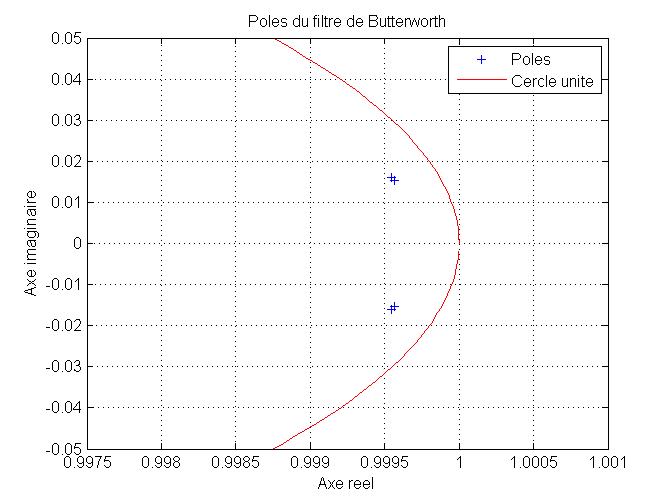 Poles du filtre de Butterworth
0.05
0.04
0.03
0.02
0.01
0
-0.01
-0.02
-0.03
-0.04
-0.05
Axe imaginaire
Poles
Cercle unite
0.9975 0.998 0.9985 0.999 0.9995 1 1.0005 1.001
Axe reel